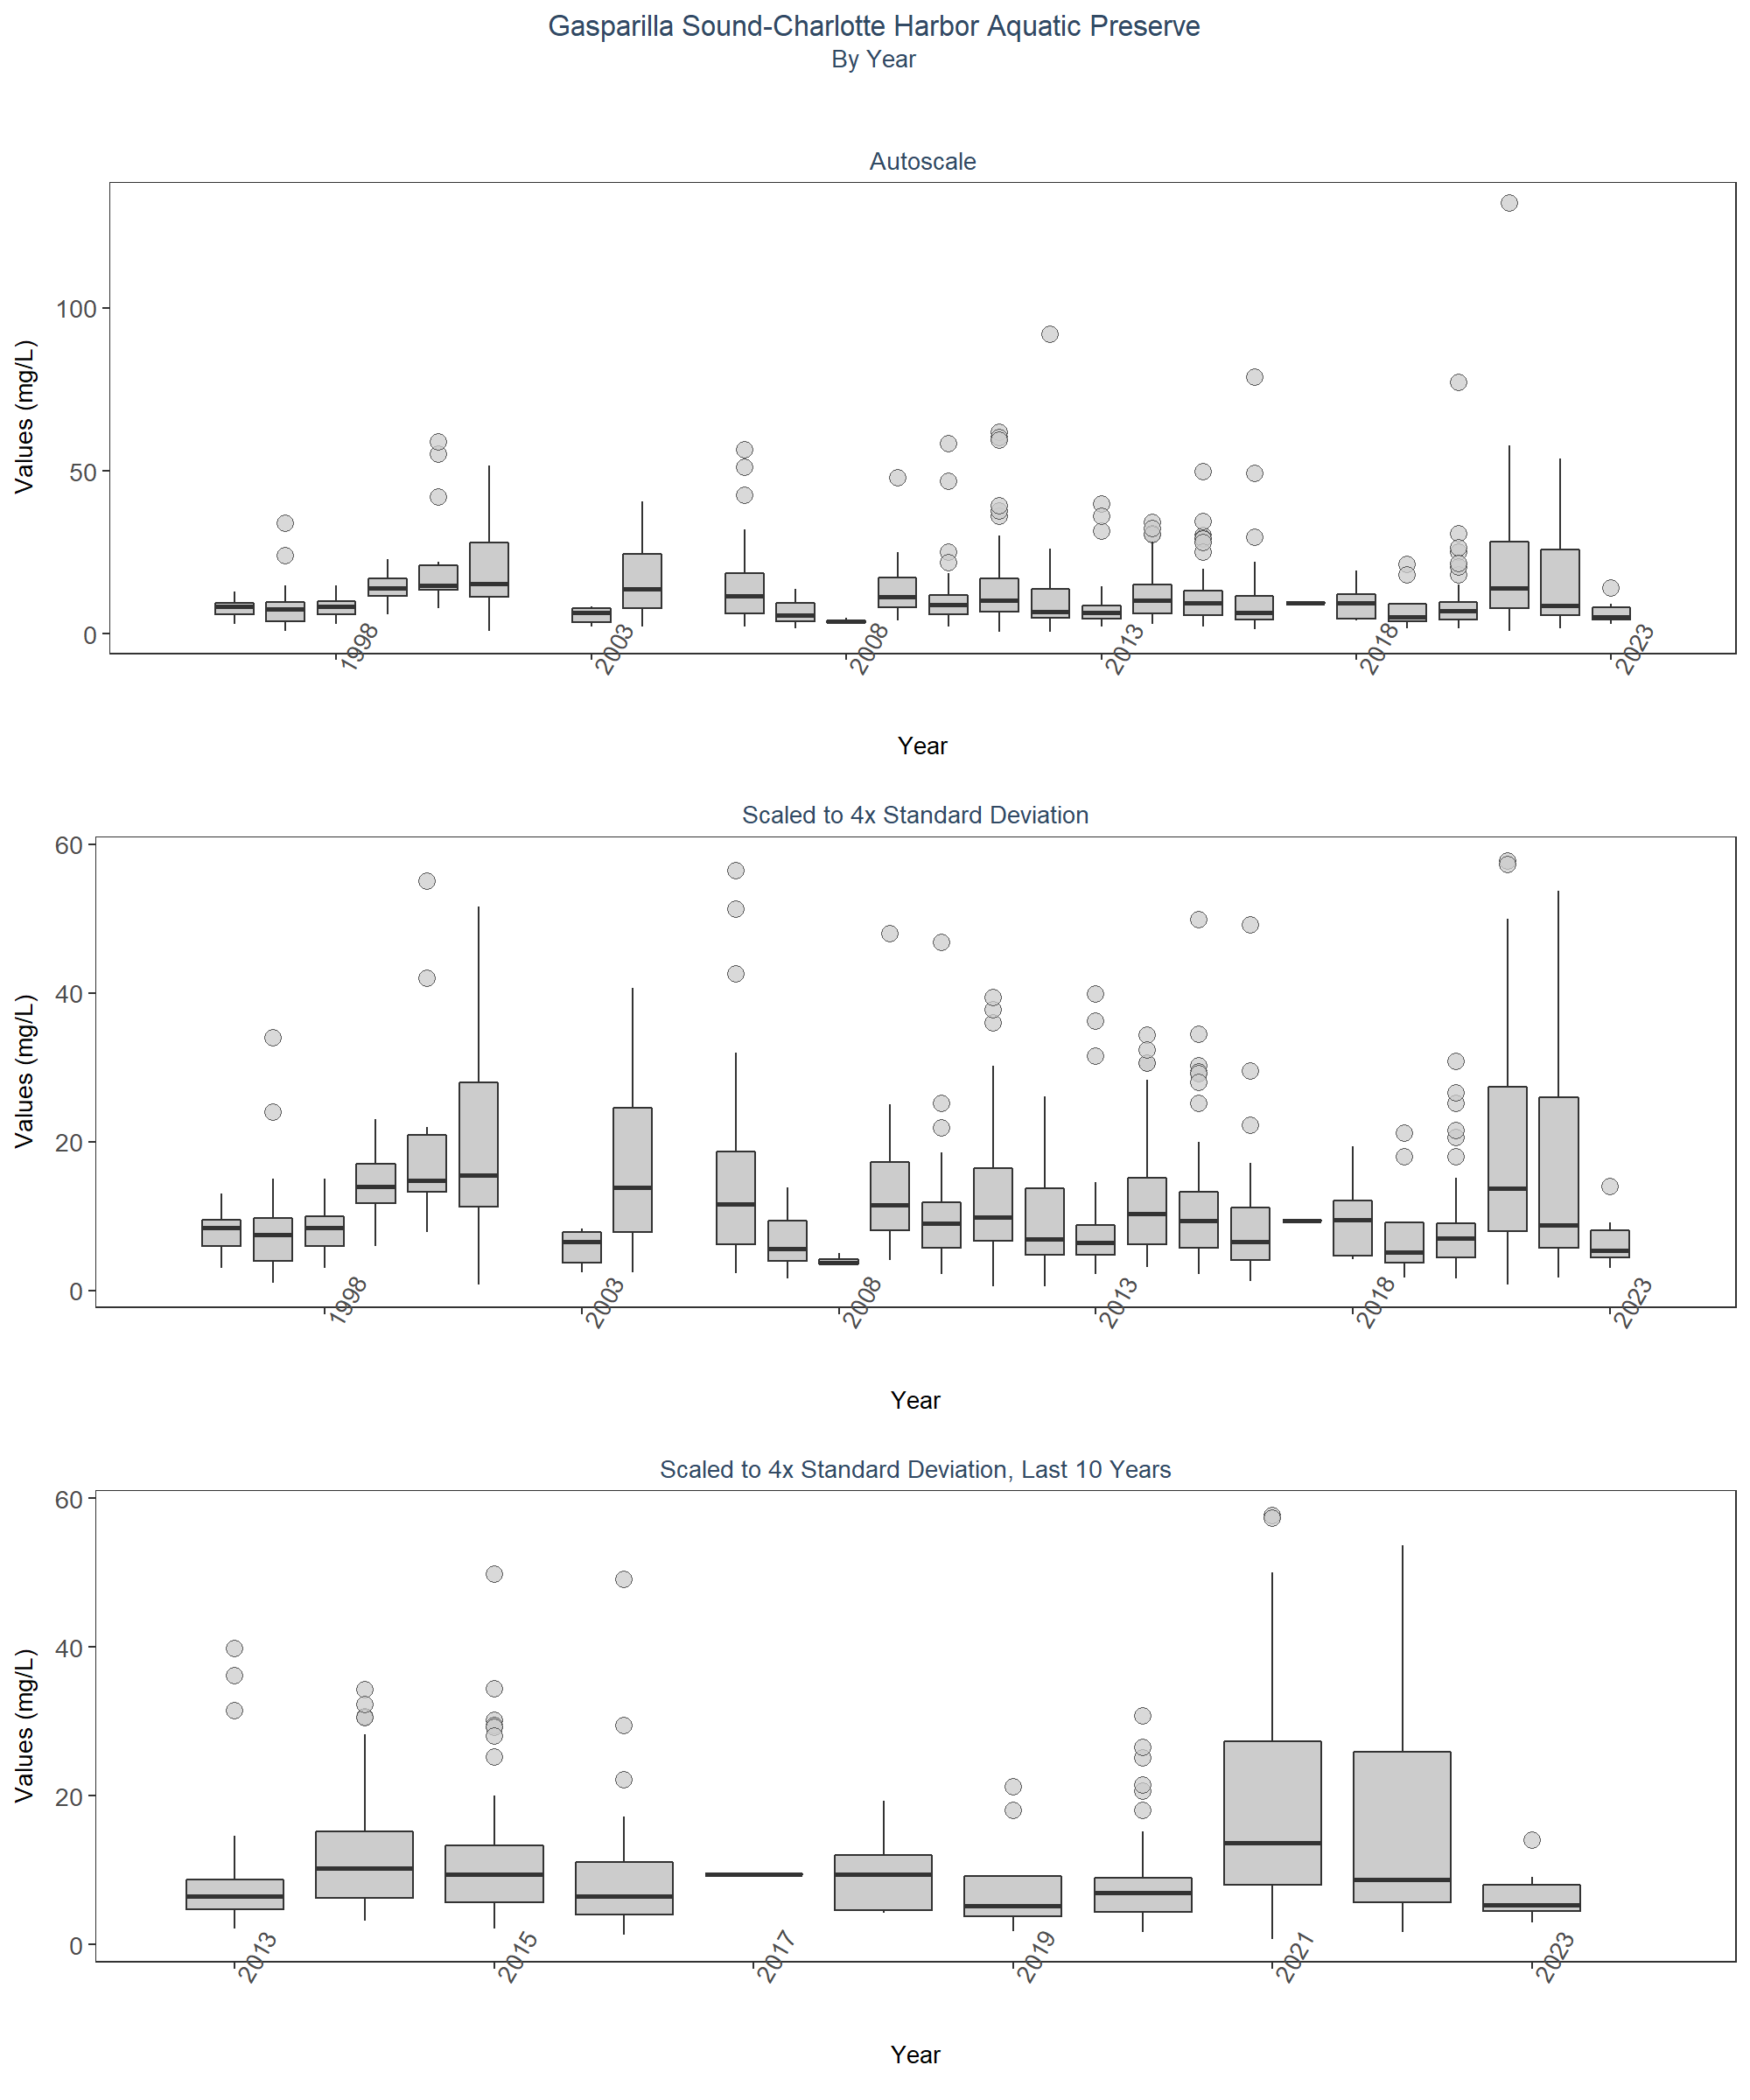 Gasparilla Sound-Charlotte Harbor Aquatic Preserve
By Year
Autoscale
Values (mg/L)
100
50
0
1998
2003
2008
2013
2018
2023
Year
Scaled to 4x Standard Deviation
Values (mg/L)
60
40
20
0
1998
2003
2008
2013
2018
2023
Year
Scaled to 4x Standard Deviation, Last 10 Years
Values (mg/L)
60
40
20
0
2013
2015
2017
2019
2021
2023
Year